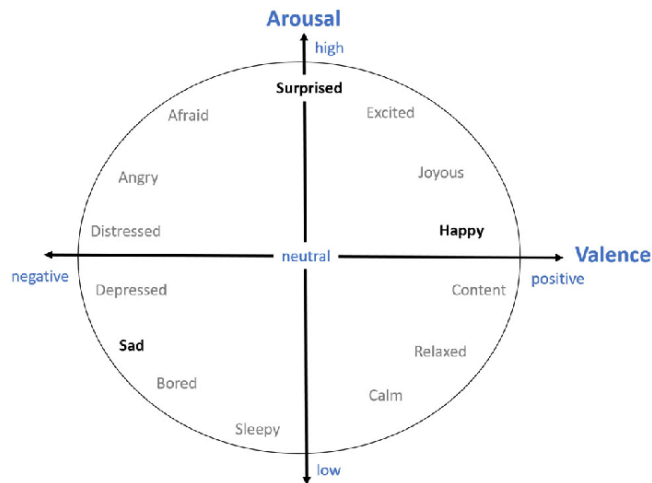 Arousal
high
Surprised
Afraid
Excited
Angry
Joyous
Distressed
Happy
neutral
Valence
negative
positive
Depressed
Content
Sad
Relaxed
Bored
Calm
Sleepy
low